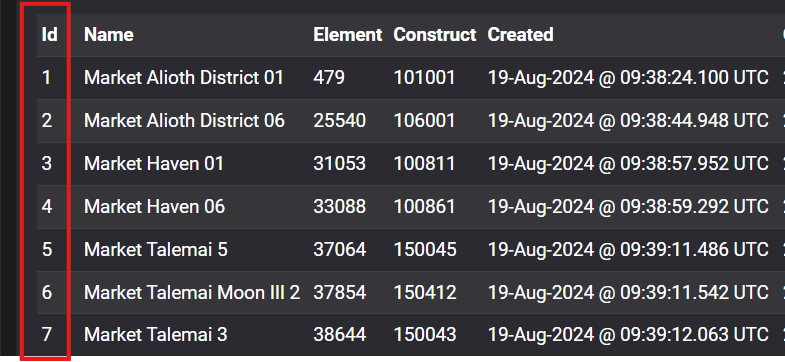 Id Name Element Construct Created
1 Market Alioth District 01 479 101001 19-Aug-2024 @ 09:38:24.100 UTC
2 Market Alioth District 06 25540 106001 19-Aug-2024 @ 09:38:44.948 UTC
3 Market Haven 01 31053 100811 19-Aug-2024 @ 09:38:57.952 UTC
4 Market Haven 06 33088 100861 19-Aug-2024 @ 09:38:59.292 UTC
5 Market Talemai 5 37064 150045 19-Aug-2024 @ 09:39:11.486 UTC
6 Market Talemai Moon III 2 37854 150412 19-Aug-2024 @ 09:39:11.542 UTC
7 Market Talemai 3 38644 150043 19-Aug-2024 @ 09:39:12.063 UTC